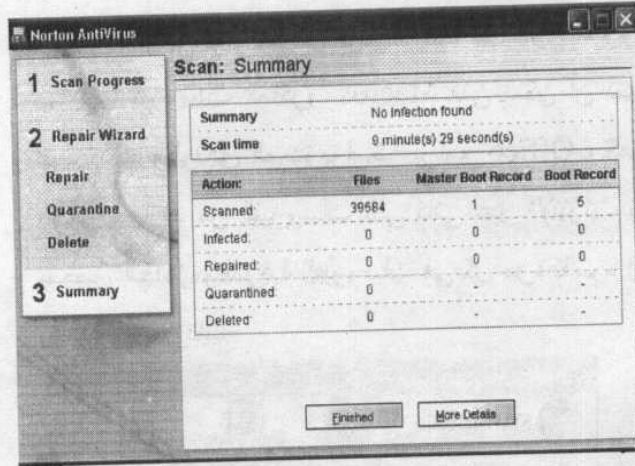 Norton AntiVirus
1 Scan Progress
2 Repair Wizard
Repair
Quarantine
Delete
3 Summary
Scan: Summary
Summary No infection found
Scan time 9 minute(s) 29 second(s)
Action: Files Master Boot Record Boot Record
Scanned: 39584 1 5
Infected: 0 0 0
Repaired: 0 0 0
Quarantined: 0 - -
Deleted: 0 - -
Finished More Details